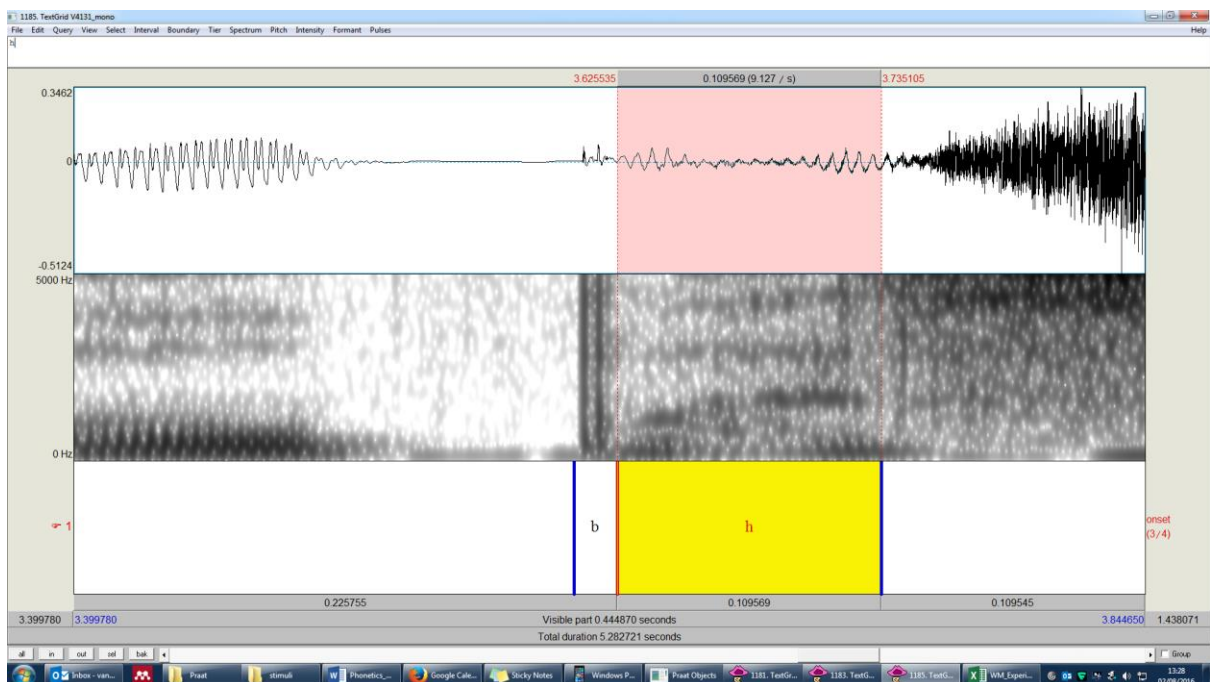 1185. TextGrid V4131_mono
File Edit Query View Select Interval Boundary Tier Spectrum Pitch Intensity Formant Pulses Help
h
3.625535 0.109569 (9.127 / s) 3.735105
0.3462
0
-0.5124
5000 Hz
0 Hz
1 b h onset
(3/4)
0.225755 0.109569 0.109545
3.399780 3.399780 Visible part 0.444870 seconds 3.844650 1.438071
Total duration 5.282721 seconds
all in out sel bak Group
Inbox - van... Praat stimuli Phonetics_... Google Cale... Sticky Notes Windows P... Praat Objects 1181. TextGr... 1183. TextG... 1185. TextG... WM_Experi... 13:28
02/08/2016